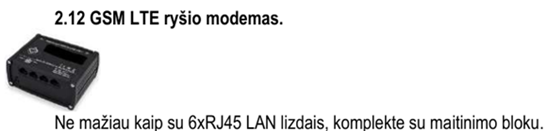 2.12 GSM LTE ryšio modemas.
Ne mažiau kaip su 6xRJ45 LAN lizdais, komplekte su maitinimo bloku.